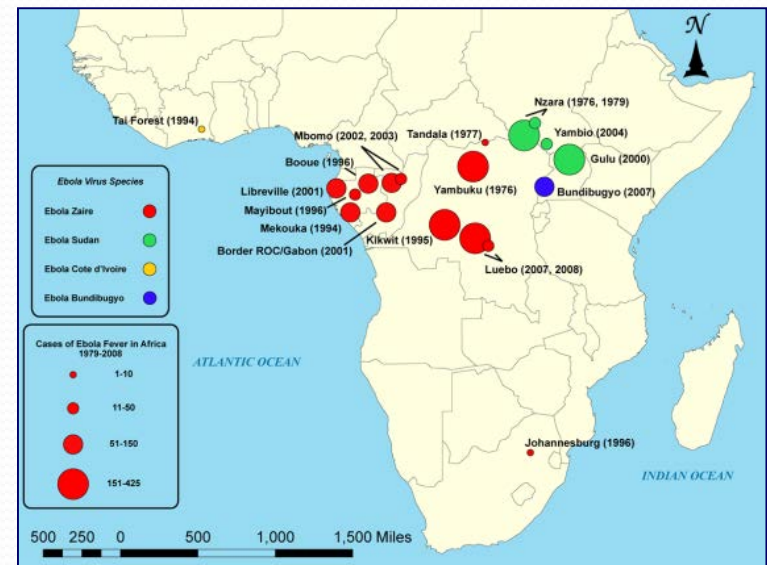 N
Nzara (1976, 1979)
Tai Forest (1994)
Mbomo (2002, 2003)
Tandala (1977)
Yambio (2004)
Booue (1996)
Gulu (2000)
Libreville (2001)
Yambuku (1976)
Bundibugyo (2007)
Mayibout (1996)
Mekouka (1994)
Kikwit (1995)
Border ROC/Gabon (2001)
Luebo (2007, 2008)
Ebola Virus Species
Ebola Zaire
Ebola Sudan
Ebola Cote d'Ivoire
Ebola Bundibugyo
Cases of Ebola Fever in Africa
1979-2008
1-10
11-50
51-150
151-425
ATLANTIC OCEAN
Johannesburg (1996)
INDIAN OCEAN
500 250 0 500 1,000 1,500 Miles